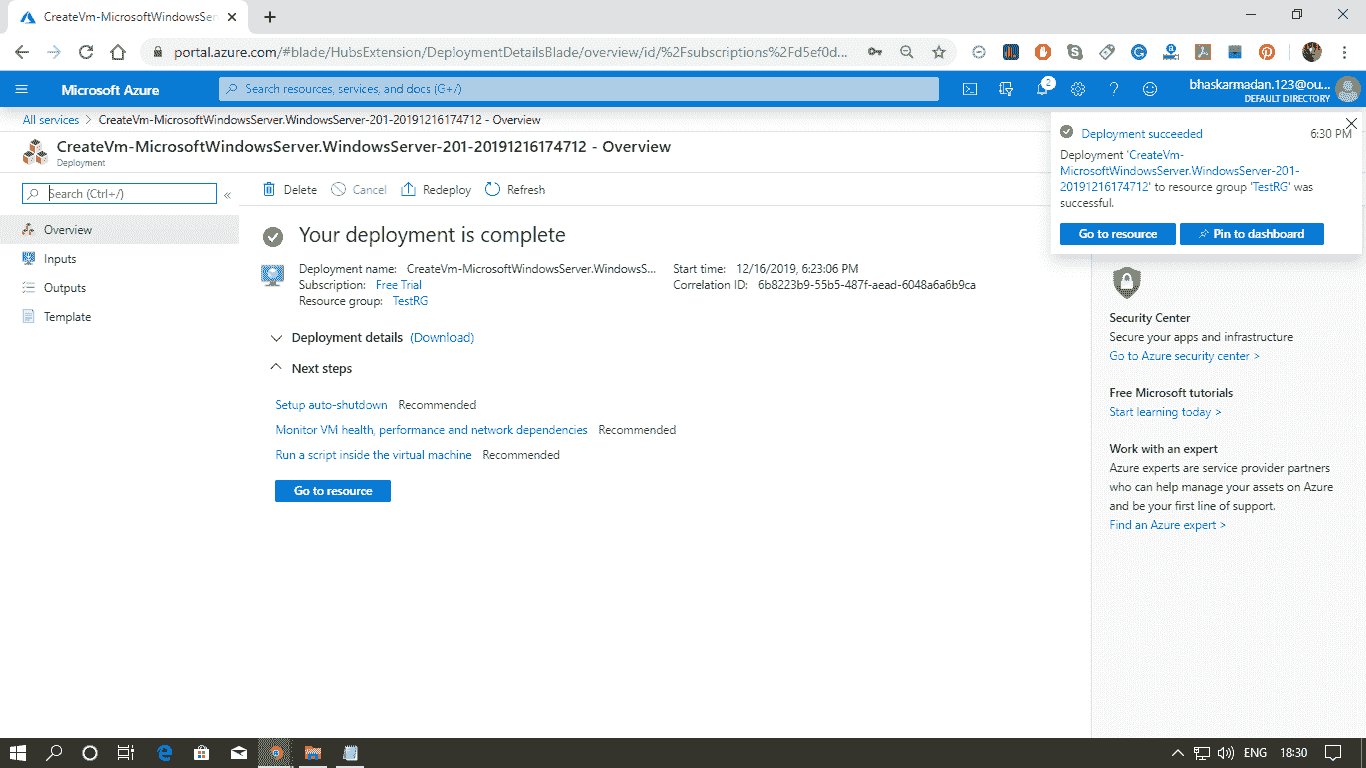 CreateVm-MicrosoftWindowsSer
portal.azure.com/#blade/HubsExtension/DeploymentDetailsBlade/overview/id/%2Fsubscriptions%2Fd5ef0d...
Microsoft Azure
Search resources, services, and docs (G+/)
2
bhaskarmadan.123@ou...
DEFAULT DIRECTORY
All services > CreateVm-MicrosoftWindowsServer.WindowsServer-201-20191216174712 - Overview
CreateVm-MicrosoftWindowsServer.WindowsServer-201-20191216174712 - Overview
Deployment
Search (Ctrl+/)
«
Overview
Inputs
Outputs
Template
Delete
Cancel
Redeploy
Refresh
Your deployment is complete
Deployment name: CreateVm-MicrosoftWindowsServer.WindowsS...
Subscription: Free Trial
Resource group: TestRG
Start time: 12/16/2019, 6:23:06 PM
Correlation ID: 6b8223b9-55b5-487f-aead-6048a6a6b9ca
Deployment details (Download)
Next steps
Setup auto-shutdown Recommended
Monitor VM health, performance and network dependencies Recommended
Run a script inside the virtual machine Recommended
Go to resource
Deployment succeeded 6:30 PM
Deployment 'CreateVm-
MicrosoftWindowsServer.WindowsServer-201-
20191216174712' to resource group 'TestRG' was
successful.
Go to resource
Pin to dashboard
Security Center
Secure your apps and infrastructure
Go to Azure security center >
Free Microsoft tutorials
Start learning today >
Work with an expert
Azure experts are service provider partners
who can help manage your assets on Azure
and be your first line of support.
Find an Azure expert >
ENG
18:30